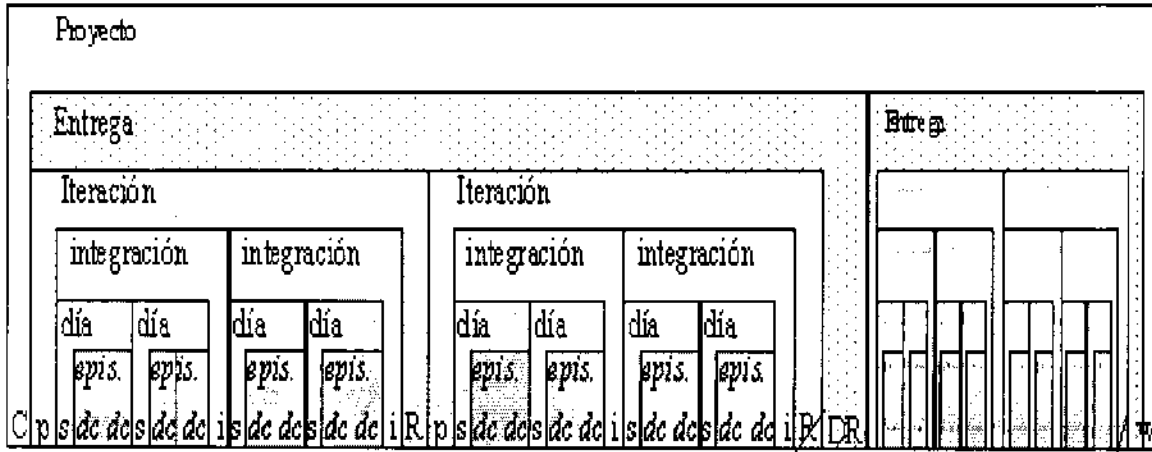 Proyecto
Entrega Entrega
Iteración Iteración
integración integración integración integración
día día día día día día día día
epis. epis. epis. epis. epis. epis. epis. epis.
C p s dc dc s dc dc i s dc dc s dc dc i R p s dc dc s dc dc i s dc dc s dc dc i R DR w